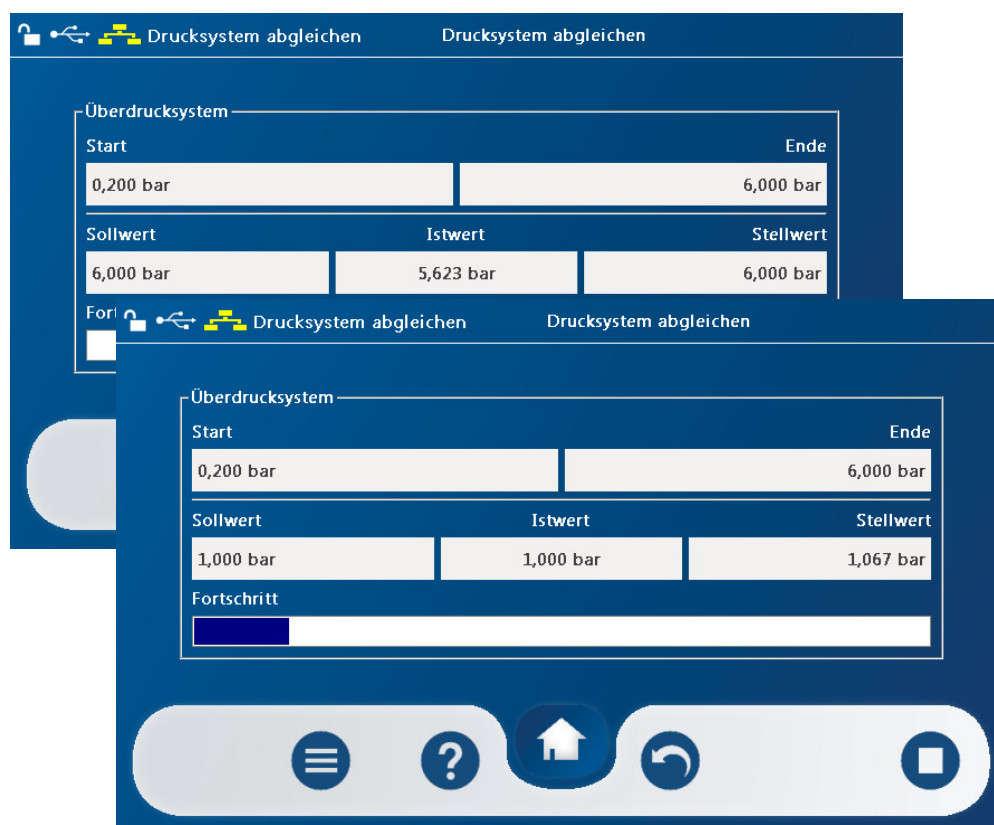 Drucksystem abgleichen Drucksystem abgleichen
Überdrucksystem
Start Ende
0,200 bar 6,000 bar
Sollwert Istwert Stellwert
6,000 bar 5,623 bar 6,000 bar
Fort
Drucksystem abgleichen Drucksystem abgleichen
Überdrucksystem
Start Ende
0,200 bar 6,000 bar
Sollwert Istwert Stellwert
1,000 bar 1,000 bar 1,067 bar
Fortschritt
?